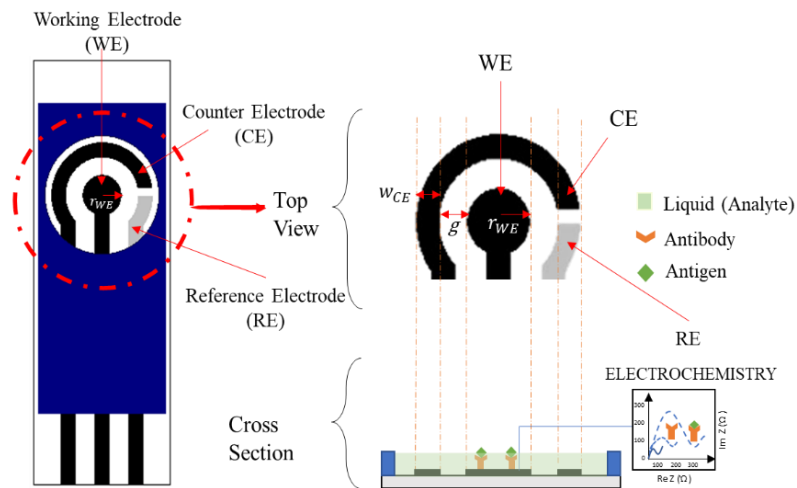 Working Electrode
(WE)
Counter Electrode
(CE)
r_WE
Reference Electrode
(RE)
Top
View
WE
CE
w_CE
g
r_WE
RE
Liquid (Analyte)
Antibody
Antigen
Cross
Section
ELECTROCHEMISTRY
300
200
100
0
100 200 300
Re Z (Ω)
Im Z (Ω)